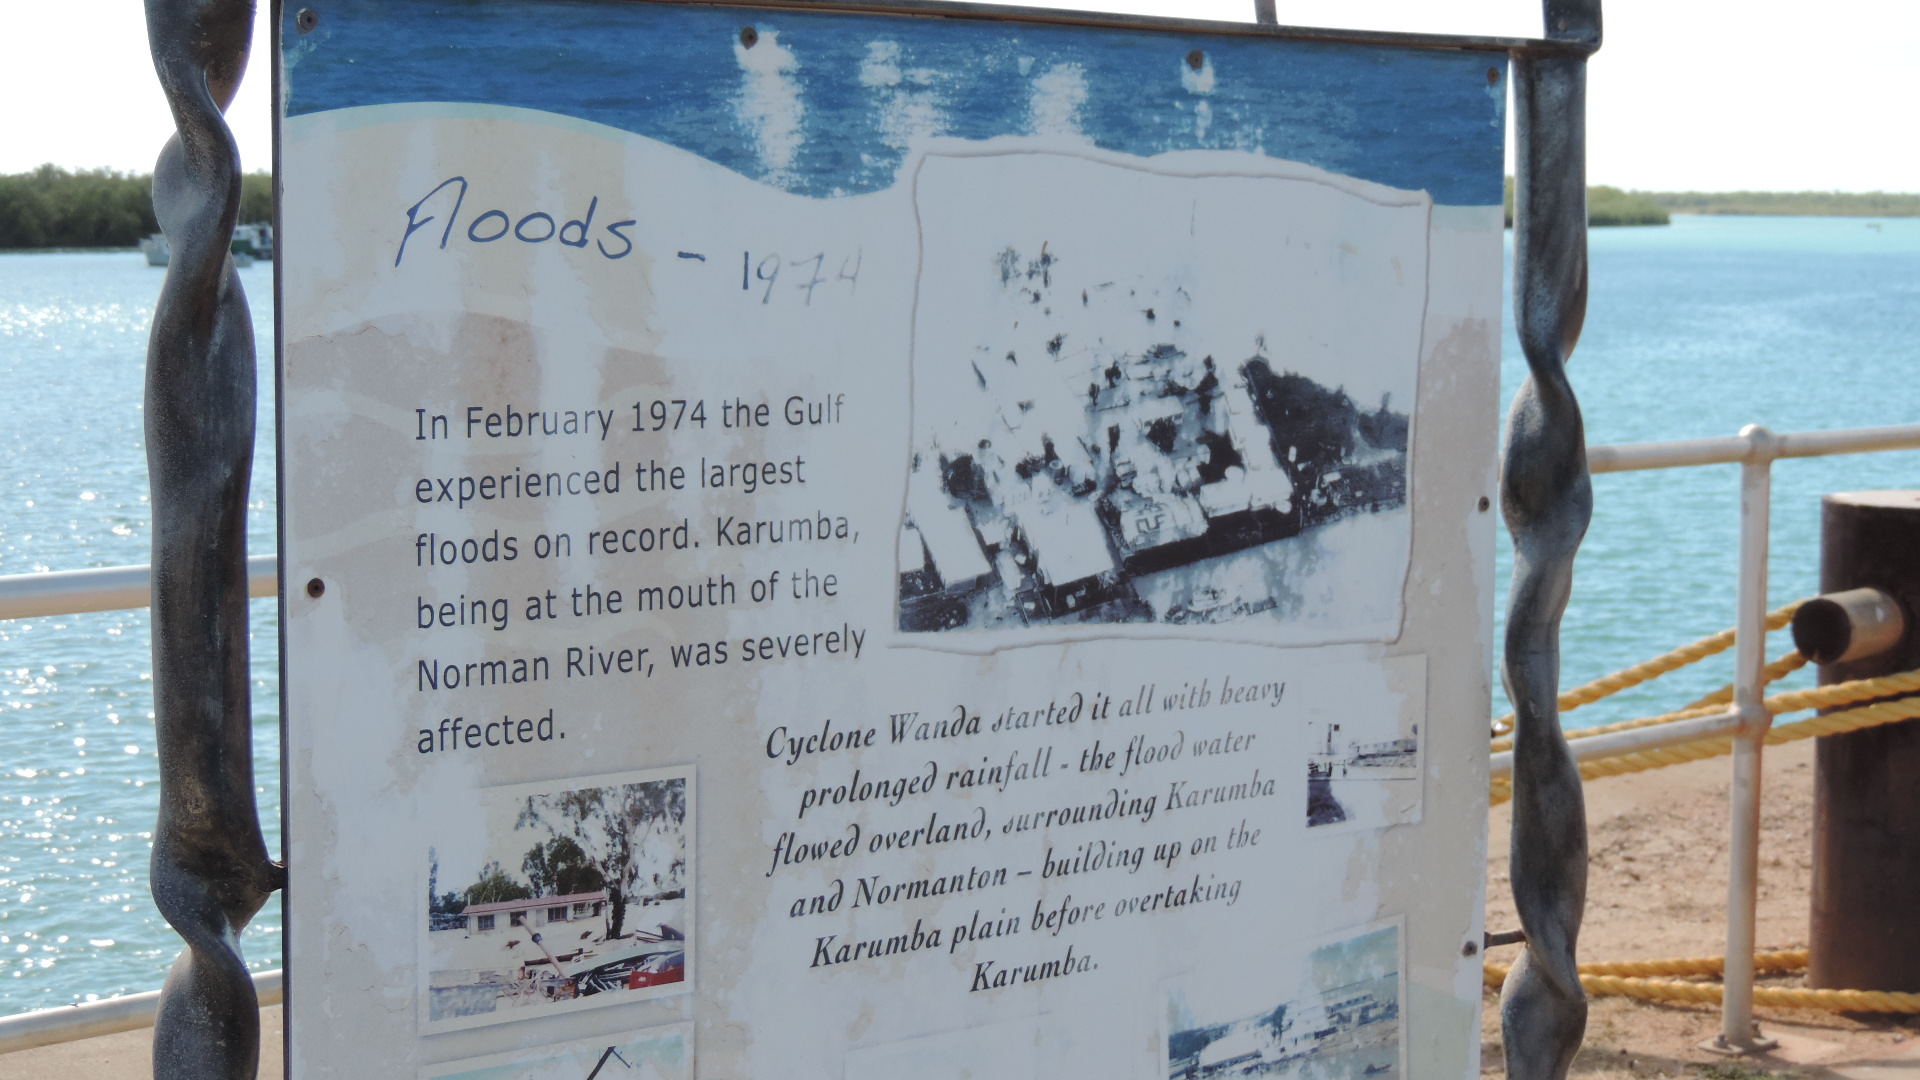 Floods - 1974
In February 1974 the Gulf
experienced the largest
floods on record. Karumba,
being at the mouth of the
Norman River, was severely
affected.
Cyclone Wanda started it all with heavy
prolonged rainfall - the flood water
flowed overland, surrounding Karumba
and Normanton – building up on the
Karumba plain before overtaking
Karumba.